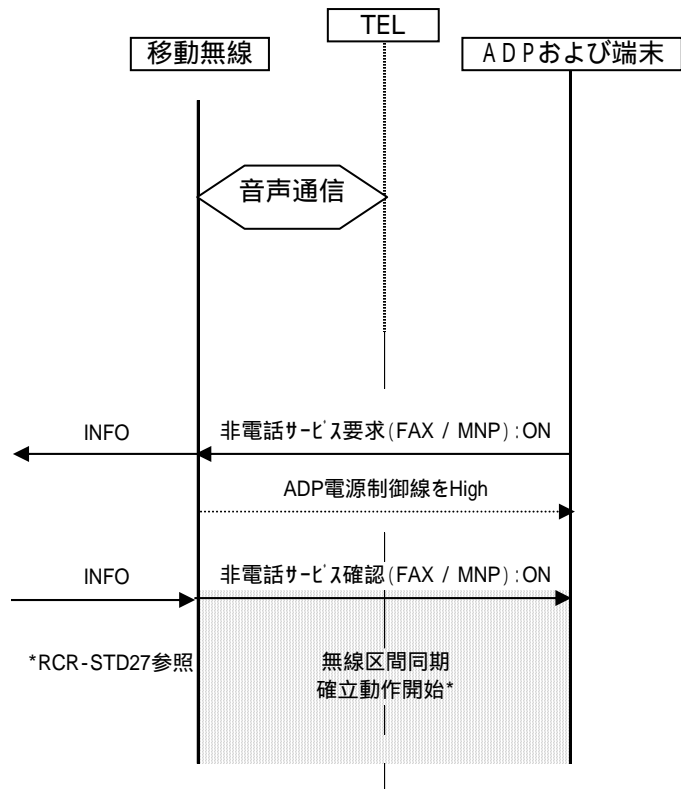 TEL
移動無線
ADPおよび端末
音声通信
INFO
非電話ｻｰﾋﾞｽ要求(FAX / MNP):ON
ADP電源制御線をHigh
INFO
非電話ｻｰﾋﾞｽ確認(FAX / MNP):ON
*RCR-STD27参照
無線区間同期
確立動作開始*